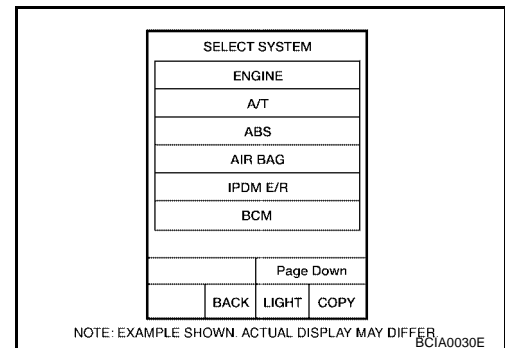 SELECT SYSTEM
ENGINE
A/T
ABS
AIR BAG
IPDM E/R
BCM
Page Down
BACK LIGHT COPY
NOTE: EXAMPLE SHOWN. ACTUAL DISPLAY MAY DIFFER.
BCIA0030E